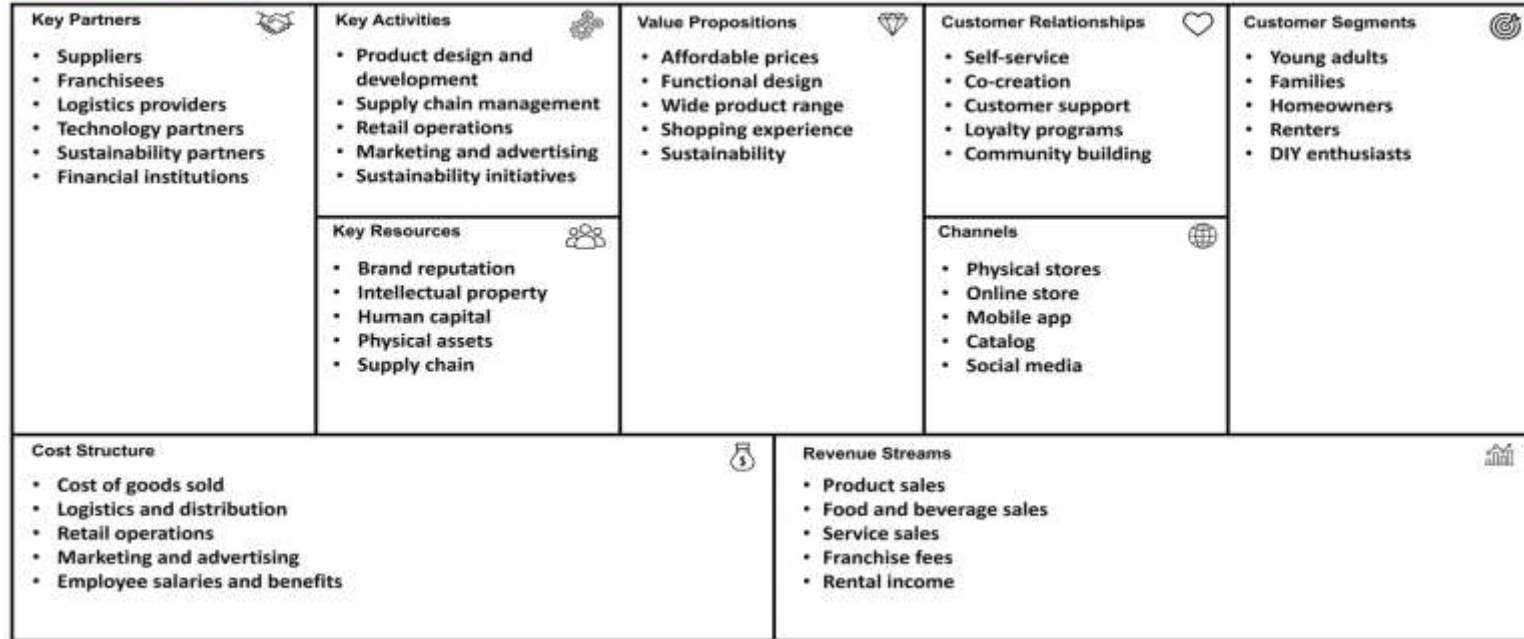 Key Partners
• Suppliers
• Franchisees
• Logistics providers
• Technology partners
• Sustainability partners
• Financial institutions
Key Activities
• Product design and
development
• Supply chain management
• Retail operations
• Marketing and advertising
• Sustainability initiatives
Key Resources
• Brand reputation
• Intellectual property
• Human capital
• Physical assets
• Supply chain
Value Propositions
• Affordable prices
• Functional design
• Wide product range
• Shopping experience
• Sustainability
Customer Relationships
• Self-service
• Co-creation
• Customer support
• Loyalty programs
• Community building
Channels
• Physical stores
• Online store
• Mobile app
• Catalog
• Social media
Customer Segments
• Young adults
• Families
• Homeowners
• Renters
• DIY enthusiasts
Cost Structure
$
• Cost of goods sold
• Logistics and distribution
• Retail operations
• Marketing and advertising
• Employee salaries and benefits
Revenue Streams
• Product sales
• Food and beverage sales
• Service sales
• Franchise fees
• Rental income